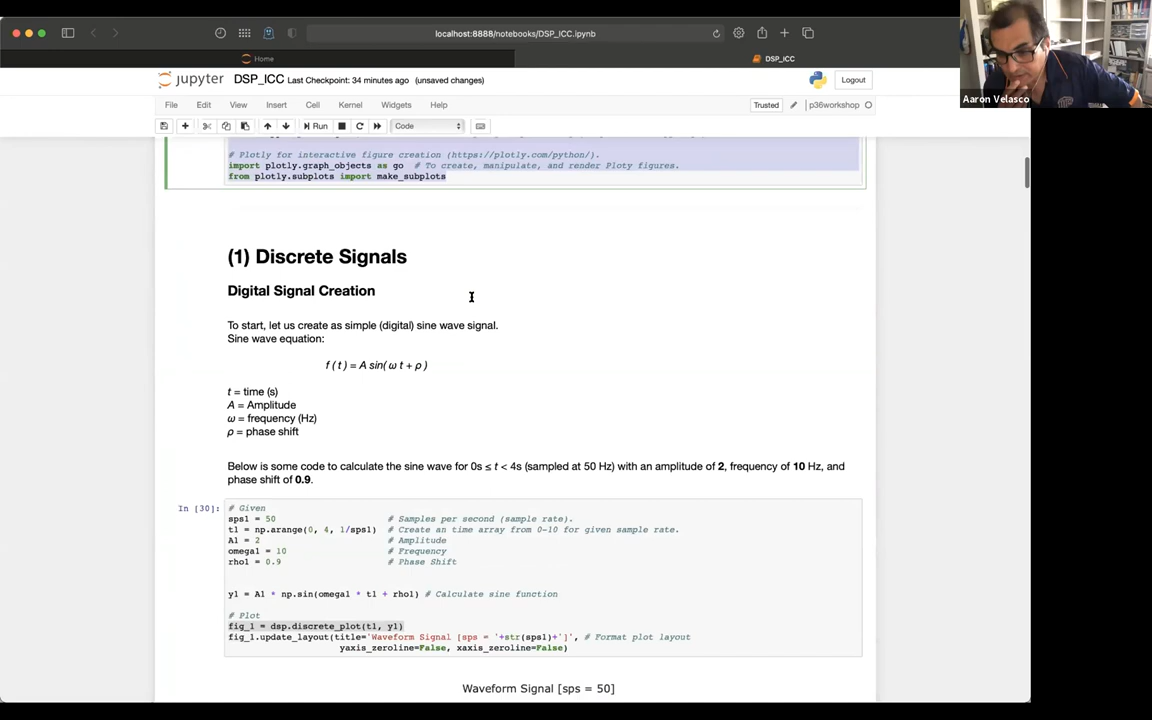 localhost:8888/notebooks/DSP_ICC.ipynb
Home
DSP_ICC
jupyter DSP_ICC Last Checkpoint: 34 minutes ago (unsaved changes)
Logout
Aaron Velasco
File Edit View Insert Cell Kernel Widgets Help
Trusted
p36workshop
Run
Code
# Plotly for interactive figure creation (https://plotly.com/python/).
import plotly.graph_objects as go # To create, manipulate, and render Ploty figures.
from plotly.subplots import make_subplots
(1) Discrete Signals
Digital Signal Creation
To start, let us create as simple (digital) sine wave signal.
Sine wave equation:
f ( t ) = A sin( ω t + ρ )
t = time (s)
A = Amplitude
ω = frequency (Hz)
ρ = phase shift
Below is some code to calculate the sine wave for 0s ≤ t < 4s (sampled at 50 Hz) with an amplitude of 2, frequency of 10 Hz, and
phase shift of 0.9.
In [30]:
# Given
sps1 = 50 # Samples per second (sample rate).
t1 = np.arange(0, 4, 1/sps1) # Create an time array from 0-10 for given sample rate.
A1 = 2 # Amplitude
omega1 = 10 # Frequency
rho1 = 0.9 # Phase Shift
y1 = A1 * np.sin(omega1 * t1 + rho1) # Calculate sine function
# Plot
fig_1 = dsp.discrete_plot(t1, y1)
fig_1.update_layout(title='Waveform Signal [sps = '+str(sps1)+']', # Format plot layout
yaxis_zeroline=False, xaxis_zeroline=False)
Waveform Signal [sps = 50]